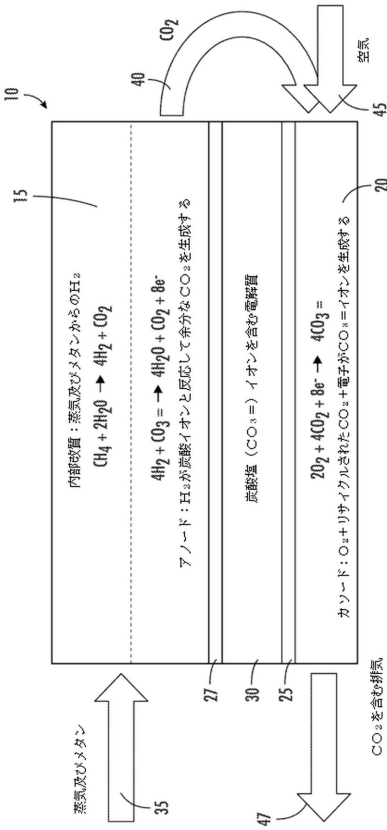 10
15
内部改質：蒸気及びメタンからのH₂
CH₄ + 2H₂O → 4H₂ + CO₂
4H₂ + CO₃= → 4H₂O + CO₂ + 8e⁻
アノード：H₂が炭酸イオンと反応して余分なCO₂を生成する
40
CO₂
蒸気及びメタン
35
27
炭酸塩（CO₃=）イオンを含む電解質
30
25
2O₂ + 4CO₂ + 8e⁻ → 4CO₃=
カソード：O₂+リサイクルされたCO₂+電子がCO₃=イオンを生成する
20
空気
45
47
CO₂を含む排気